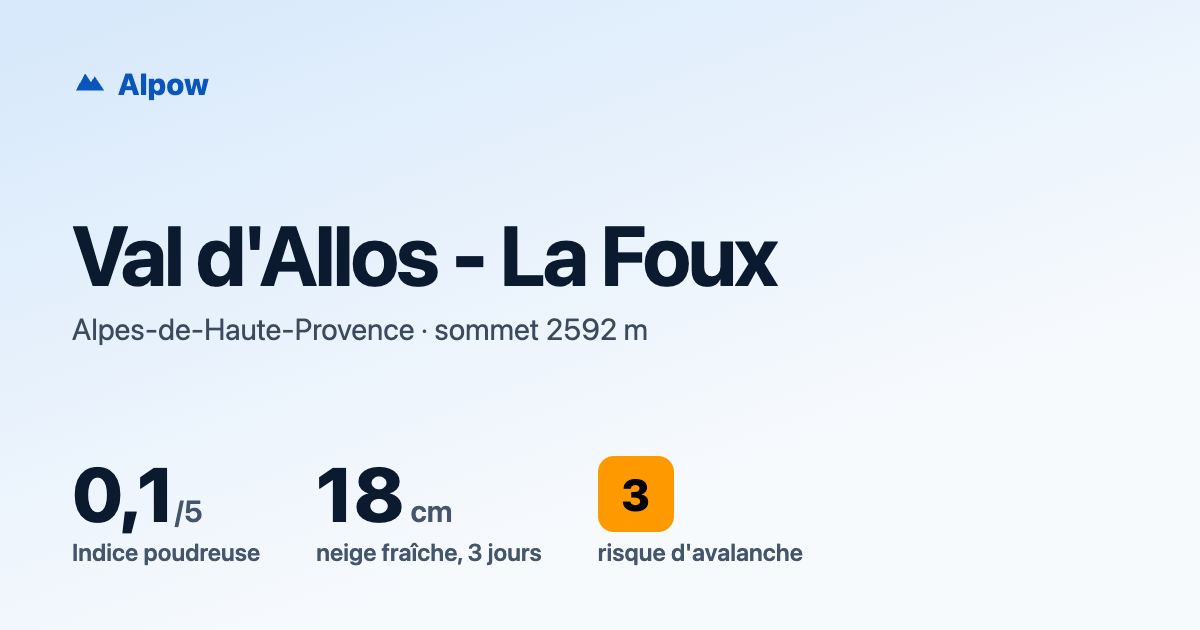 Alpow
Val d'Allos - La Foux
Alpes-de-Haute-Provence · sommet 2592 m
0,1/5
Indice poudreuse
18 cm
neige fraîche, 3 jours
3
risque d'avalanche